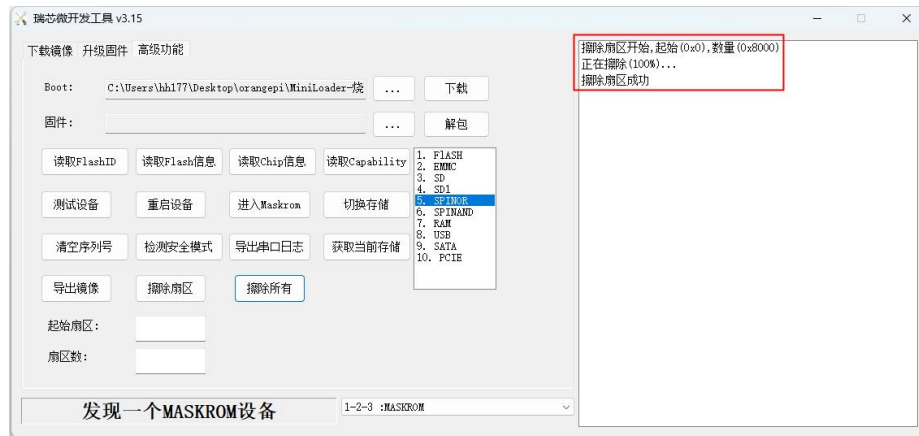 瑞芯微开发工具 v3.15
下载镜像 升级固件 高级功能
Boot: C:\Users\hh177\Desktop\orangepi\MiniLoader-烧 ... 下载
固件: ... 解包
读取FlashID 读取Flash信息 读取Chip信息 读取Capability
测试设备 重启设备 进入Maskrom 切换存储
清空序列号 检测安全模式 导出串口日志 获取当前存储
导出镜像 擦除扇区 擦除所有
起始扇区:
扇区数:
1. FLASH
2. EMMC
3. SD
4. SD1
5. SPINOR
6. SPINAND
7. RAM
8. USB
9. SATA
10. PCIE
发现一个MASKROM设备 1-2-3 :MASKROM
擦除扇区开始,起始(0x0),数量(0x8000)
正在擦除(100%)...
擦除扇区成功